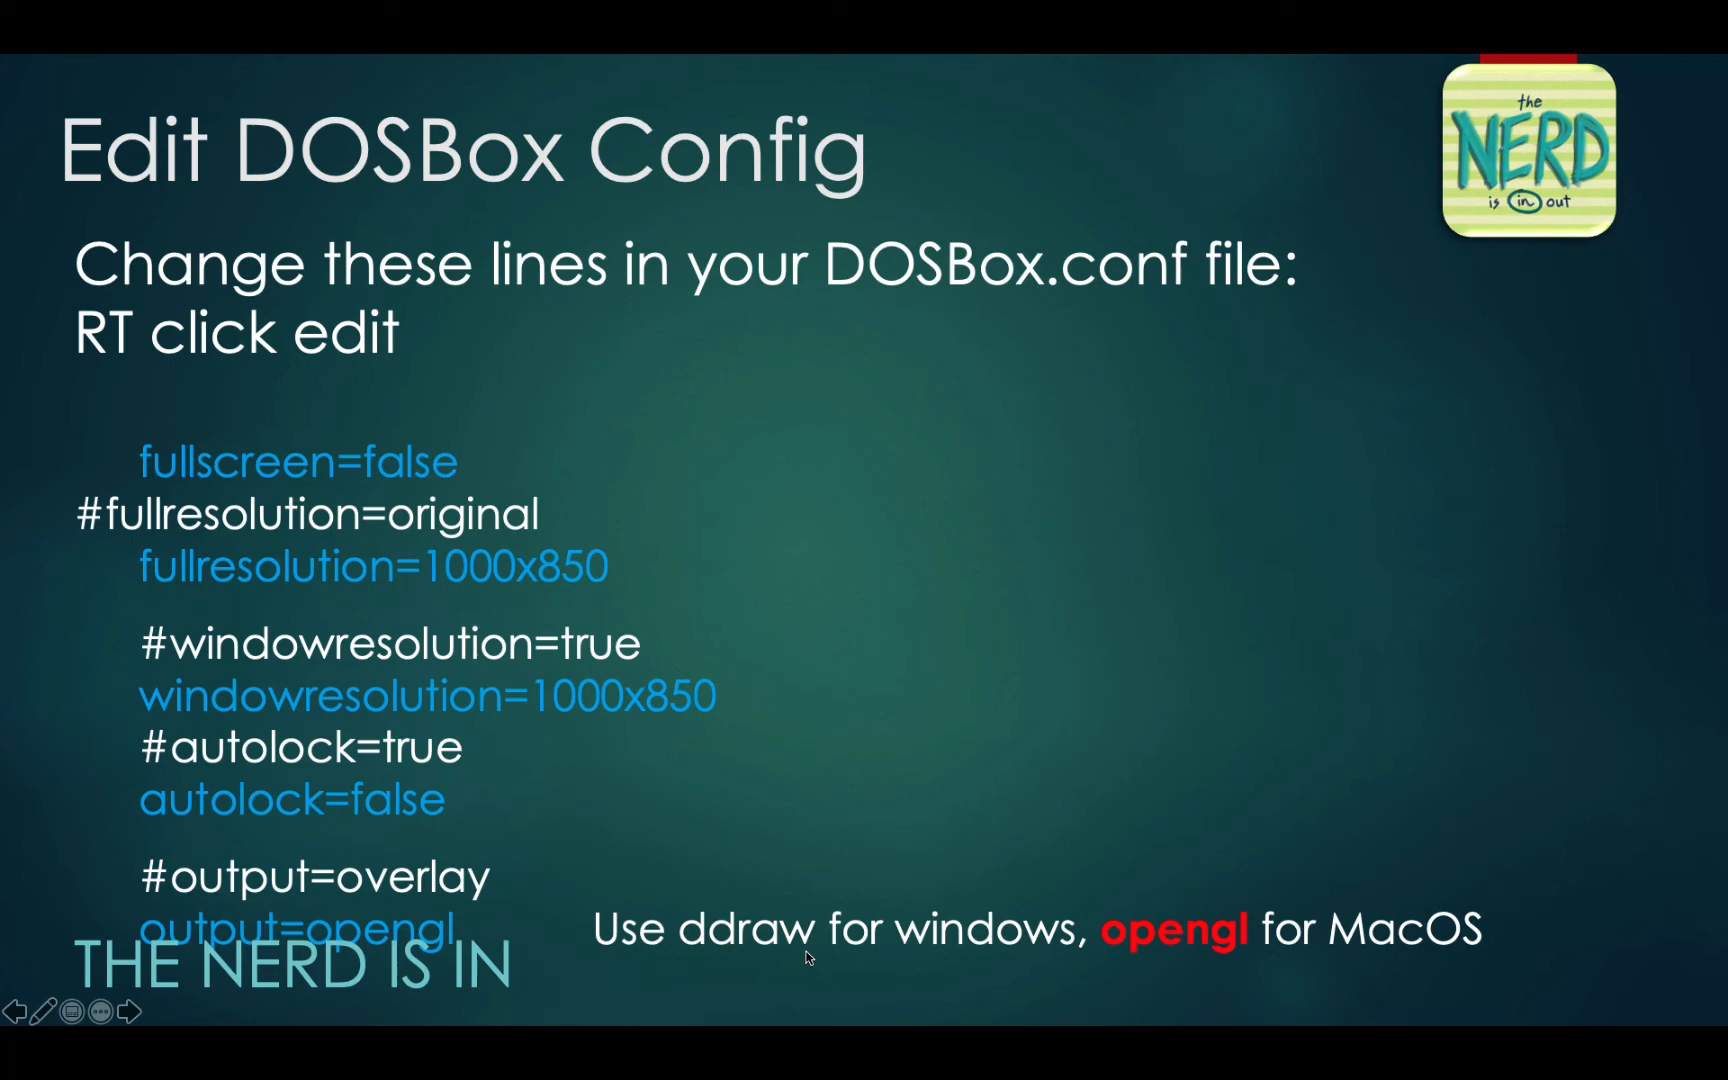 the
NERD
is in out
Edit DOSBox Config
Change these lines in your DOSBox.conf file:
RT click edit
fullscreen=false
#fullresolution=original
fullresolution=1000x850
#windowresolution=true
windowresolution=1000x850
#autolock=true
autolock=false
#output=overlay
output=opengl
Use ddraw for windows, opengl for MacOS
THE NERD IS IN